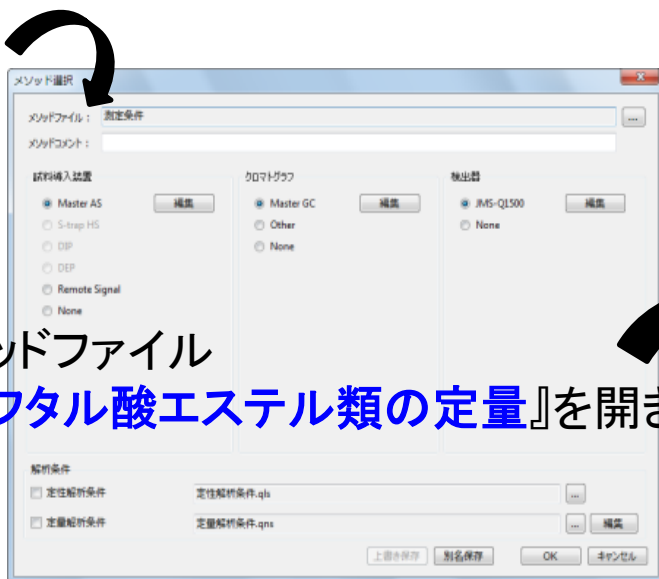 メソッド選択
メソッドファイル： 測定条件 ...
メソッドコメント：
試料導入装置 クロマトグラフ 検出器
Master AS 編集 Master GC 編集 JMS-Q1500 編集
S-trap HS Other None
DIP None
DEP
Remote Signal
None
ッドファイル
フタル酸エステル類の定量』を開き
解析条件
定性解析条件 定性解析条件.qls ...
定量解析条件 定量解析条件.qns ... 編集
上書き保存 別名保存 OK キャンセル